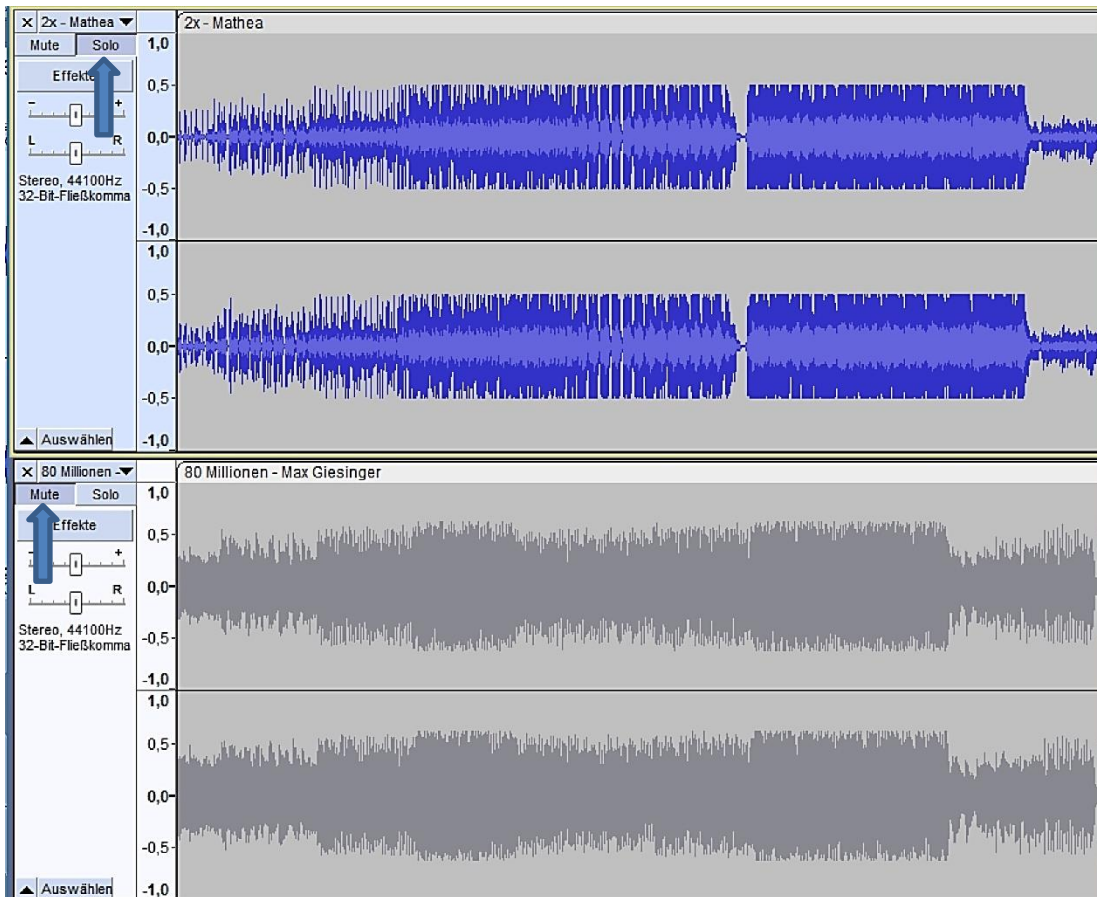 2x - Mathea
2x - Mathea
Mute Solo
Effekte
- +
L R
Stereo, 44100Hz
32-Bit-Fließkomma
Auswählen
1,0
0,5
0,0
-0,5
-1,0
1,0
0,5
0,0
-0,5
-1,0
80 Millionen -
80 Millionen - Max Giesinger
Mute Solo
Effekte
- +
L R
Stereo, 44100Hz
32-Bit-Fließkomma
Auswählen
1,0
0,5
0,0
-0,5
-1,0
1,0
0,5
0,0
-0,5
-1,0